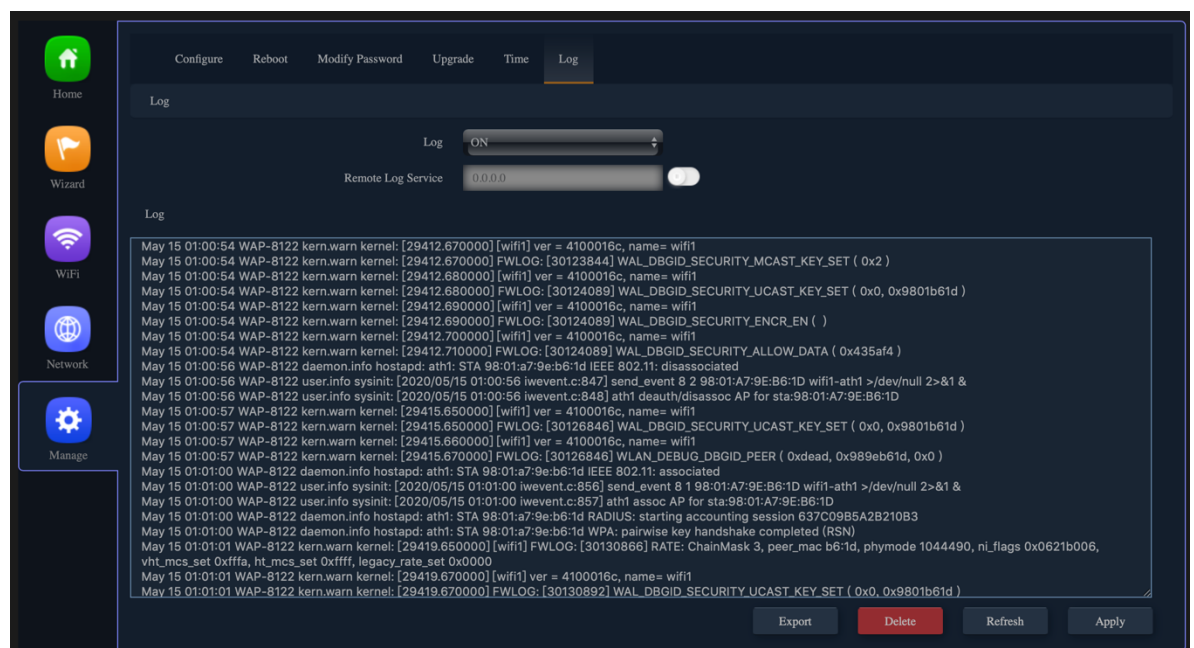 Configure Reboot Modify Password Upgrade Time Log
Home
Log
Log ON
Wizard
Remote Log Service 0.0.0.0
Log
WiFi
Network
Manage
May 15 01:00:54 WAP-8122 kern.warn kernel: [29412.670000] [wifi1] ver = 4100016c, name= wifi1
May 15 01:00:54 WAP-8122 kern.warn kernel: [29412.670000] FWLOG: [30123844] WAL_DBGID_SECURITY_MCAST_KEY_SET ( 0x2 )
May 15 01:00:54 WAP-8122 kern.warn kernel: [29412.680000] [wifi1] ver = 4100016c, name= wifi1
May 15 01:00:54 WAP-8122 kern.warn kernel: [29412.680000] FWLOG: [30124089] WAL_DBGID_SECURITY_UCAST_KEY_SET ( 0x0, 0x9801b61d )
May 15 01:00:54 WAP-8122 kern.warn kernel: [29412.690000] [wifi1] ver = 4100016c, name= wifi1
May 15 01:00:54 WAP-8122 kern.warn kernel: [29412.690000] FWLOG: [30124089] WAL_DBGID_SECURITY_ENCR_EN ( )
May 15 01:00:54 WAP-8122 kern.warn kernel: [29412.700000] [wifi1] ver = 4100016c, name= wifi1
May 15 01:00:54 WAP-8122 kern.warn kernel: [29412.710000] FWLOG: [30124089] WAL_DBGID_SECURITY_ALLOW_DATA ( 0x435af4 )
May 15 01:00:56 WAP-8122 daemon.info hostapd: ath1: STA 98:01:a7:9e:b6:1d IEEE 802.11: disassociated
May 15 01:00:56 WAP-8122 user.info sysinit: [2020/05/15 01:00:56 iwevent.c:847] send_event 8 2 98:01:A7:9E:B6:1D wifi1-ath1 >/dev/null 2>&1 &
May 15 01:00:56 WAP-8122 user.info sysinit: [2020/05/15 01:00:56 iwevent.c:848] ath1 deauth/disassoc AP for sta:98:01:A7:9E:B6:1D
May 15 01:00:57 WAP-8122 kern.warn kernel: [29415.650000] [wifi1] ver = 4100016c, name= wifi1
May 15 01:00:57 WAP-8122 kern.warn kernel: [29415.650000] FWLOG: [30126846] WAL_DBGID_SECURITY_UCAST_KEY_SET ( 0x0, 0x9801b61d )
May 15 01:00:57 WAP-8122 kern.warn kernel: [29415.660000] [wifi1] ver = 4100016c, name= wifi1
May 15 01:00:57 WAP-8122 kern.warn kernel: [29415.670000] FWLOG: [30126846] WLAN_DEBUG_DBGID_PEER ( 0xdead, 0x989eb61d, 0x0 )
May 15 01:01:00 WAP-8122 daemon.info hostapd: ath1: STA 98:01:a7:9e:b6:1d IEEE 802.11: associated
May 15 01:01:00 WAP-8122 user.info sysinit: [2020/05/15 01:01:00 iwevent.c:856] send_event 8 1 98:01:A7:9E:B6:1D wifi1-ath1 >/dev/null 2>&1 &
May 15 01:01:00 WAP-8122 user.info sysinit: [2020/05/15 01:01:00 iwevent.c:857] ath1 assoc AP for sta:98:01:A7:9E:B6:1D
May 15 01:01:00 WAP-8122 daemon.info hostapd: ath1: STA 98:01:a7:9e:b6:1d RADIUS: starting accounting session 637C09B5A2B210B3
May 15 01:01:00 WAP-8122 daemon.info hostapd: ath1: STA 98:01:a7:9e:b6:1d WPA: pairwise key handshake completed (RSN)
May 15 01:01:01 WAP-8122 kern.warn kernel: [29419.650000] [wifi1] FWLOG: [30130866] RATE: ChainMask 3, peer_mac b6:1d, phymode 1044490, ni_flags 0x0621b006,
vht_mcs_set 0xfffa, ht_mcs_set 0xffff, legacy_rate_set 0x0000
May 15 01:01:01 WAP-8122 kern.warn kernel: [29419.670000] [wifi1] ver = 4100016c, name= wifi1
May 15 01:01:01 WAP-8122 kern.warn kernel: [29419.670000] FWLOG: [30130892] WAL_DBGID_SECURITY_UCAST_KEY_SET ( 0x0, 0x9801b61d )
Export Delete Refresh Apply